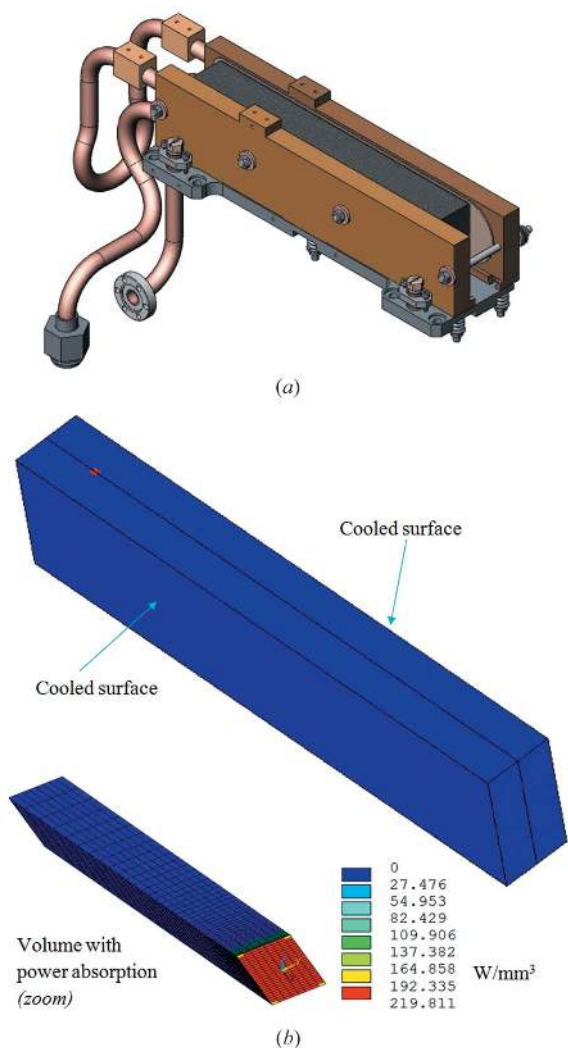 (a)
Cooled surface
Cooled surface
Volume with
power absorption
(zoom)
0
27.476
54.953
82.429
109.906
137.382
164.858
192.335
219.811
W/mm³
(b)